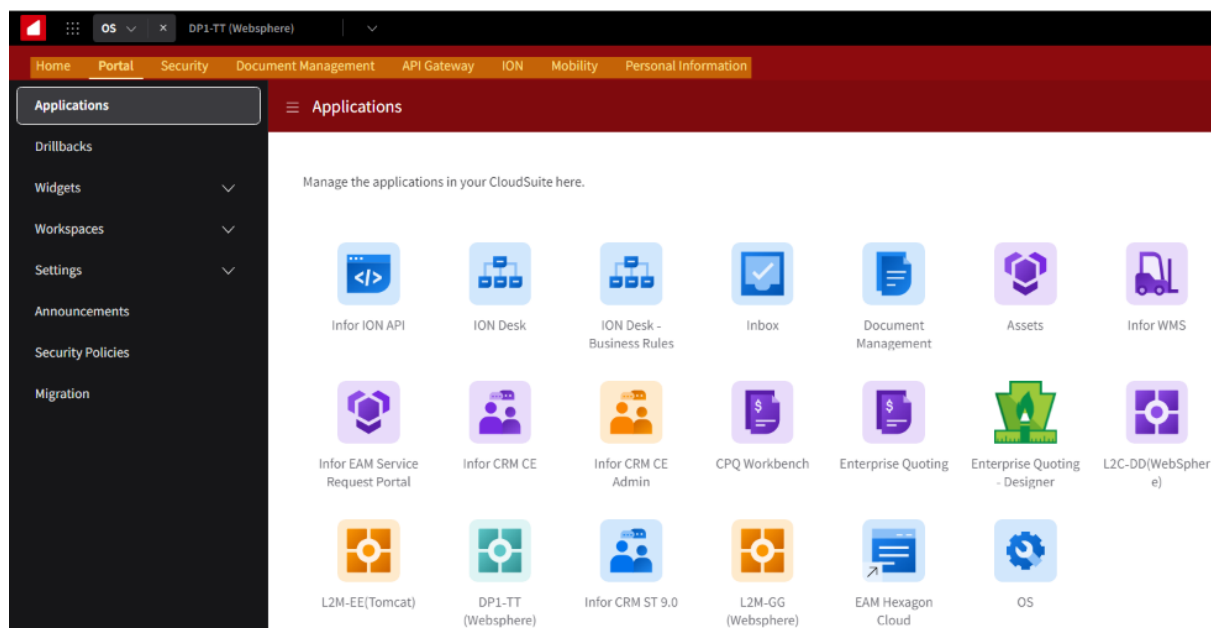 OS
DP1-TT (Websphere)
Home Portal Security Document Management API Gateway ION Mobility Personal Information
Applications
Drillbacks
Widgets
Workspaces
Settings
Announcements
Security Policies
Migration
Applications
Manage the applications in your CloudSuite here.
Infor ION API
ION Desk
ION Desk -
Business Rules
Inbox
Document
Management
Assets
Infor WMS
Infor EAM Service
Request Portal
Infor CRM CE
Infor CRM CE
Admin
CPQ Workbench
Enterprise Quoting
Enterprise Quoting
- Designer
L2C-DD(WebSpher
e)
L2M-EE(Tomcat)
DP1-TT
(Websphere)
Infor CRM ST 9.0
L2M-GG
(Websphere)
EAM Hexagon
Cloud
OS